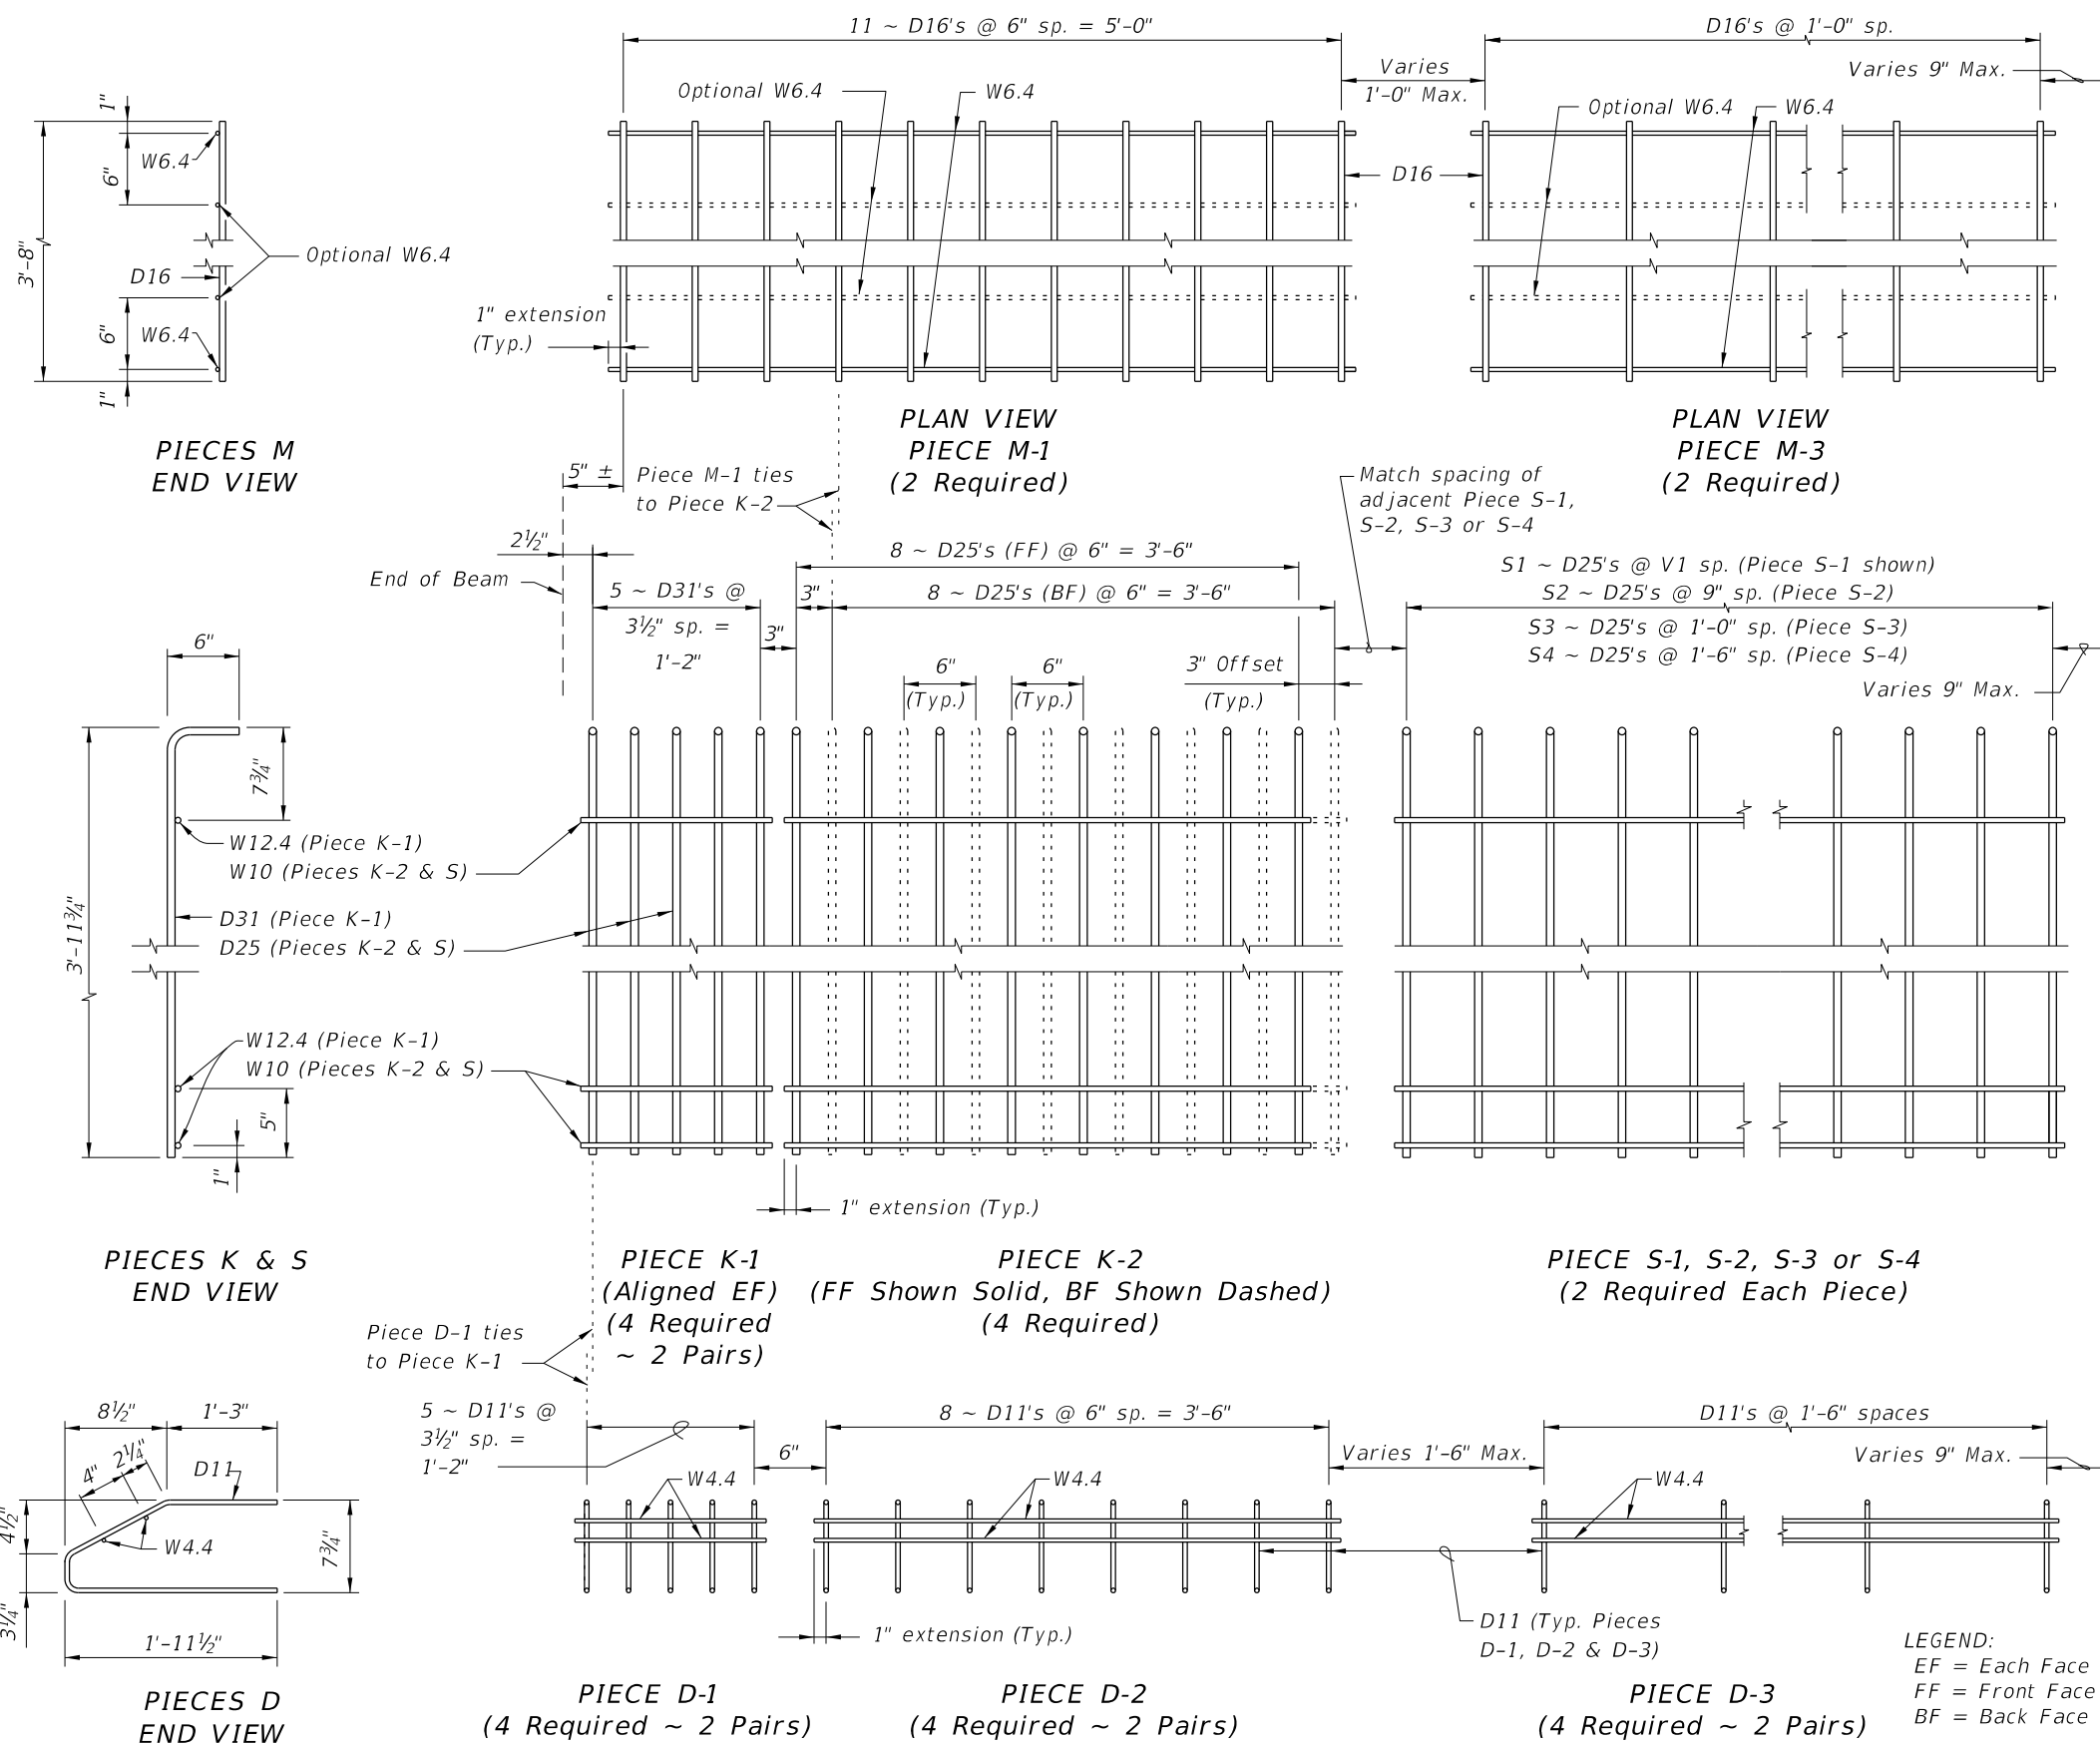 11 ~ D16's @ 6" sp. = 5'-0"
D16's @ 1'-0" sp.
Varies
1'-0" Max.
Varies 9" Max.
Optional W6.4
W6.4
Optional W6.4
W6.4
1"
6"
3'-8"
W6.4
Optional W6.4
D16
6"
W6.4
1"
D16
1" extension
(Typ.)
PIECES M
END VIEW
PLAN VIEW
PIECE M-1
(2 Required)
PLAN VIEW
PIECE M-3
(2 Required)
5" ±
Piece M-1 ties
to Piece K-2
Match spacing of
adjacent Piece S-1,
S-2, S-3 or S-4
2½"
End of Beam
5 ~ D31's @
3½" sp. =
1'-2"
3"
3"
8 ~ D25's (FF) @ 6" = 3'-6"
8 ~ D25's (BF) @ 6" = 3'-6"
S1 ~ D25's @ V1 sp. (Piece S-1 shown)
S2 ~ D25's @ 9" sp. (Piece S-2)
S3 ~ D25's @ 1'-0" sp. (Piece S-3)
S4 ~ D25's @ 1'-6" sp. (Piece S-4)
6"
(Typ.)
6"
(Typ.)
3" Offset
(Typ.)
Varies 9" Max.
6"
7¾"
3'-11¾"
W12.4 (Piece K-1)
W10 (Pieces K-2 & S)
D31 (Piece K-1)
D25 (Pieces K-2 & S)
W12.4 (Piece K-1)
W10 (Pieces K-2 & S)
5"
1"
1" extension (Typ.)
PIECES K & S
END VIEW
PIECE K-1
(Aligned EF)
(4 Required
~ 2 Pairs)
PIECE K-2
(FF Shown Solid, BF Shown Dashed)
(4 Required)
PIECE S-1, S-2, S-3 or S-4
(2 Required Each Piece)
Piece D-1 ties
to Piece K-1
8½"
1'-3"
4"
2¼"
D11
W4.4
4½"
3¼"
7¾"
1'-11½"
5 ~ D11's @
3½" sp. =
1'-2"
6"
8 ~ D11's @ 6" sp. = 3'-6"
Varies 1'-6" Max.
D11's @ 1'-6" spaces
Varies 9" Max.
W4.4
W4.4
W4.4
1" extension (Typ.)
D11 (Typ. Pieces
D-1, D-2 & D-3)
PIECES D
END VIEW
PIECE D-1
(4 Required ~ 2 Pairs)
PIECE D-2
(4 Required ~ 2 Pairs)
PIECE D-3
(4 Required ~ 2 Pairs)
LEGEND:
EF = Each Face
FF = Front Face
BF = Back Face